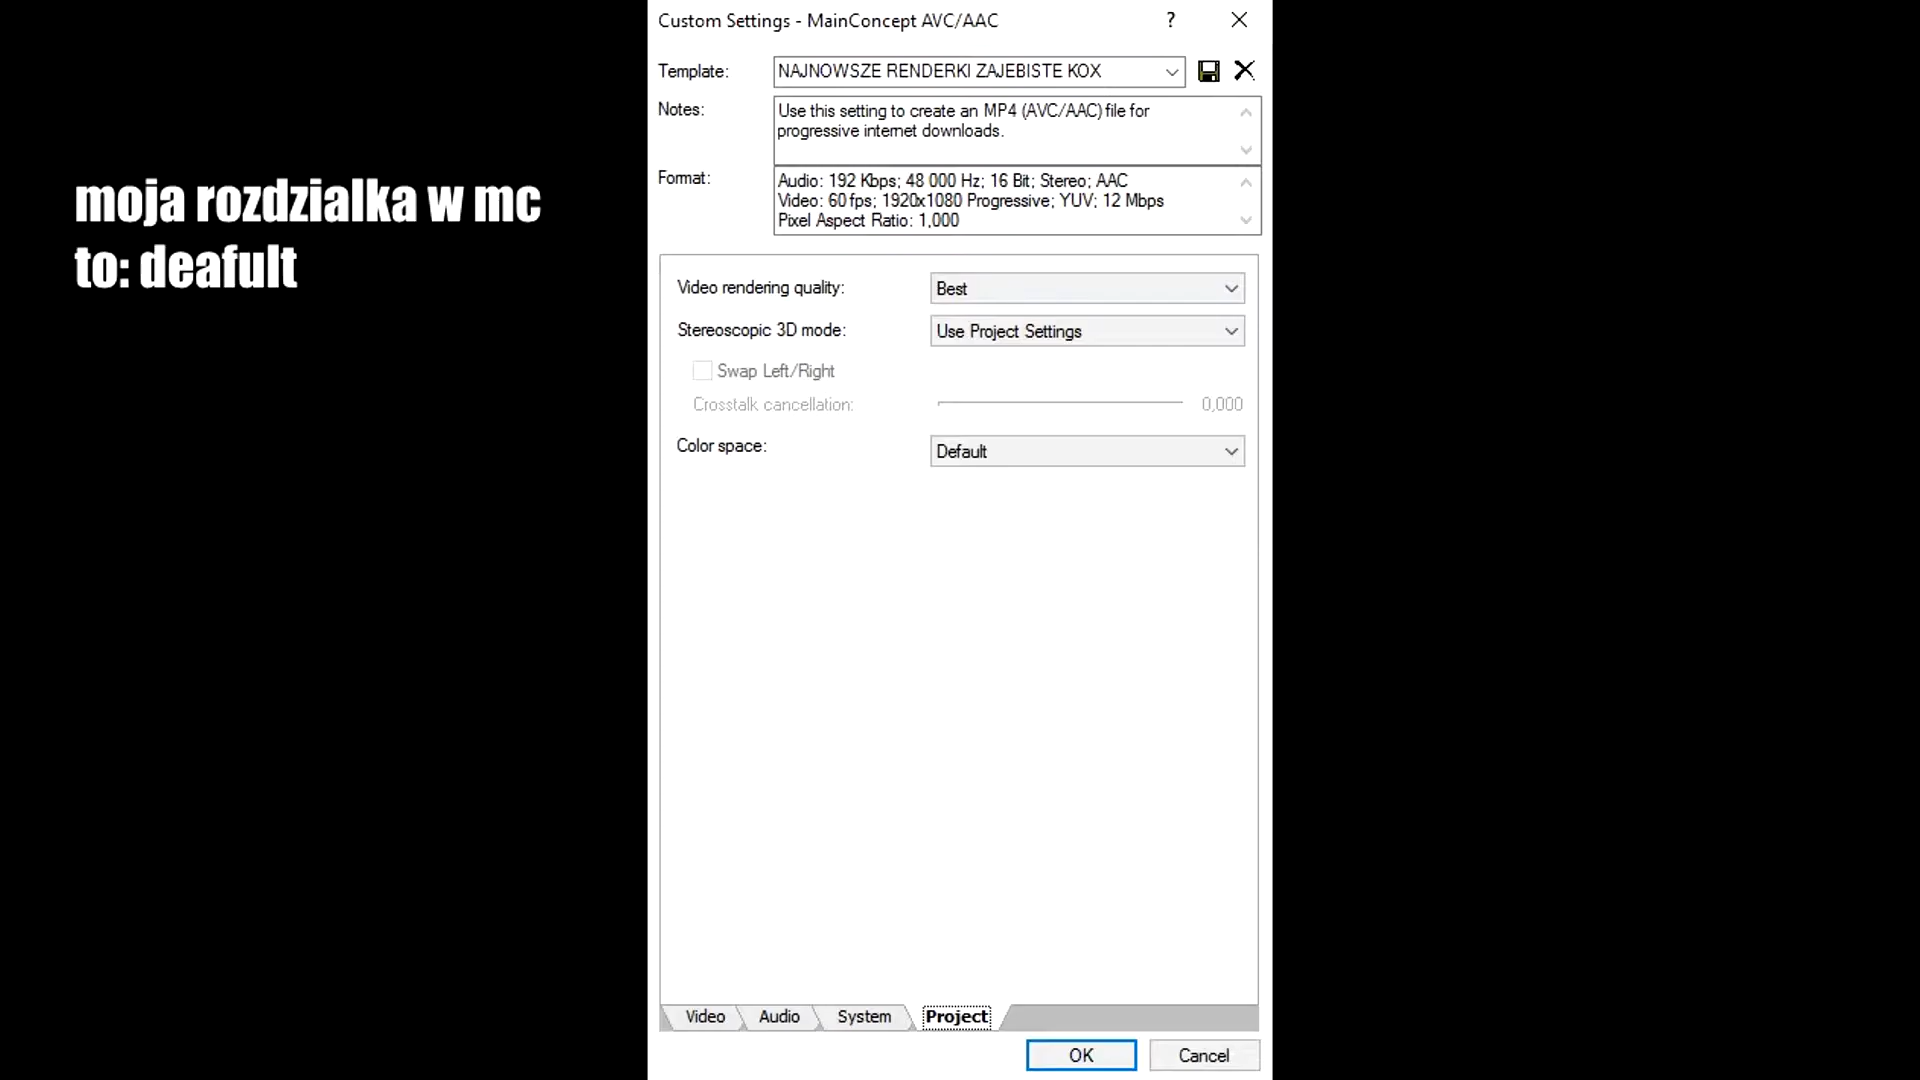 moja rozdzialka w mc
to: deafult
Custom Settings - MainConcept AVC/AAC
?
Template:
NAJNOWSZE RENDERKI ZAJEBISTE KOX
Notes:
Use this setting to create an MP4 (AVC/AAC) file for
progressive internet downloads.
Format:
Audio: 192 Kbps; 48 000 Hz; 16 Bit; Stereo; AAC
Video: 60 fps; 1920x1080 Progressive; YUV; 12 Mbps
Pixel Aspect Ratio: 1,000
Video rendering quality:
Best
Stereoscopic 3D mode:
Use Project Settings
Swap Left/Right
Crosstalk cancellation:
0,000
Color space:
Default
Video
Audio
System
Project
OK
Cancel